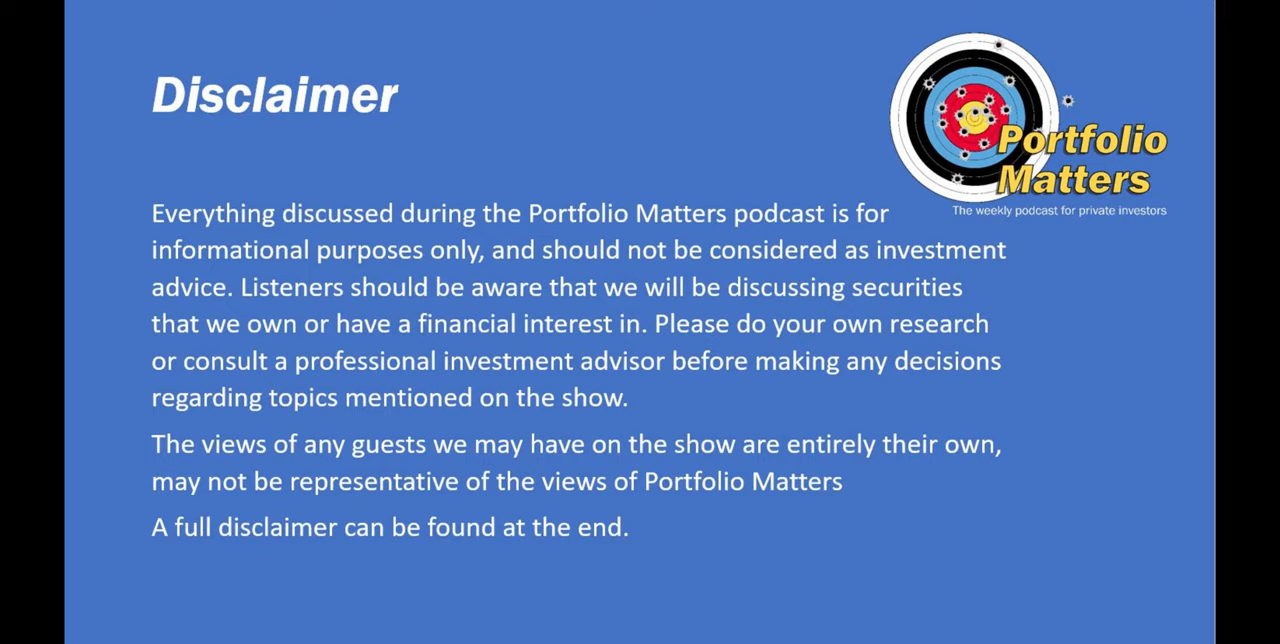 Disclaimer
Portfolio
Matters
The weekly podcast for private investors
Everything discussed during the Portfolio Matters podcast is for
informational purposes only, and should not be considered as investment
advice. Listeners should be aware that we will be discussing securities
that we own or have a financial interest in. Please do your own research
or consult a professional investment advisor before making any decisions
regarding topics mentioned on the show.
The views of any guests we may have on the show are entirely their own,
may not be representative of the views of Portfolio Matters
A full disclaimer can be found at the end.